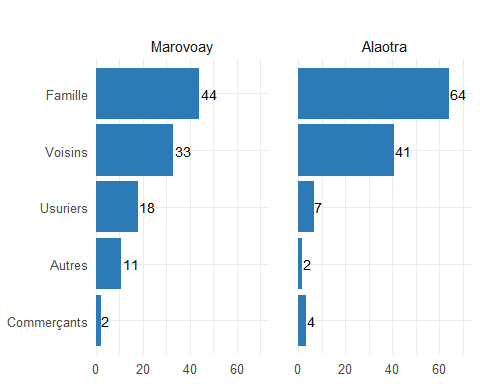 Marovoay Alaotra
Famille 44 64
Voisins 33 41
Usuriers 18 7
Autres 11 2
Commerçants 2 4
0 20 40 60 0 20 40 60